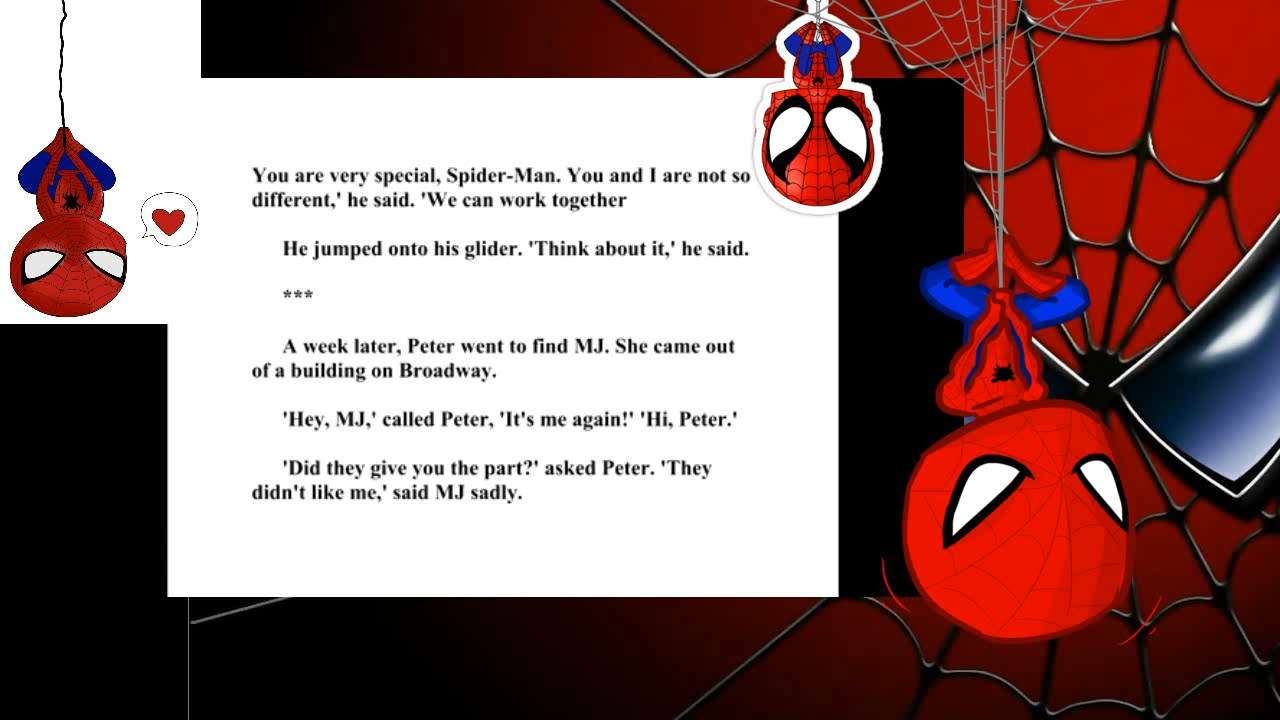 You are very special, Spider-Man. You and I are not so
different,' he said. 'We can work together
He jumped onto his glider. 'Think about it,' he said.
***
A week later, Peter went to find MJ. She came out
of a building on Broadway.
'Hey, MJ,' called Peter, 'It's me again!' 'Hi, Peter.'
'Did they give you the part?' asked Peter. 'They
didn't like me,' said MJ sadly.